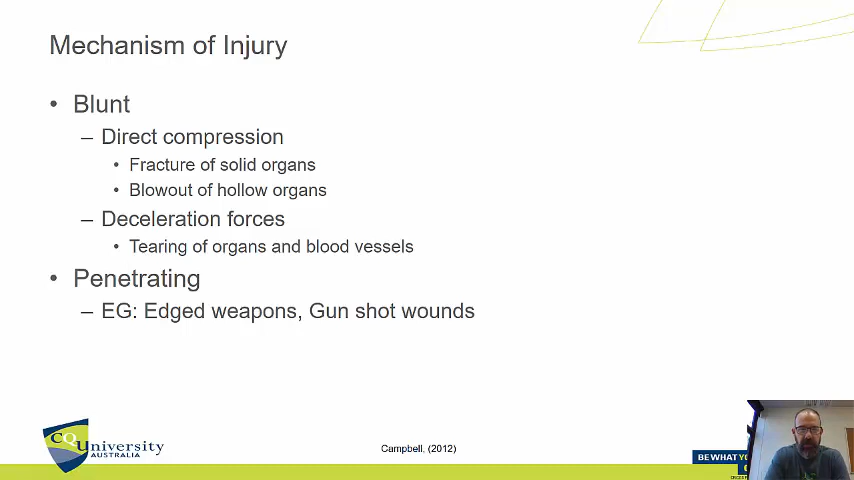 Mechanism of Injury
• Blunt
– Direct compression
• Fracture of solid organs
• Blowout of hollow organs
– Deceleration forces
• Tearing of organs and blood vessels
• Penetrating
– EG: Edged weapons, Gun shot wounds
CQUniversity
AUSTRALIA
Campbell, (2012)
BE WHAT